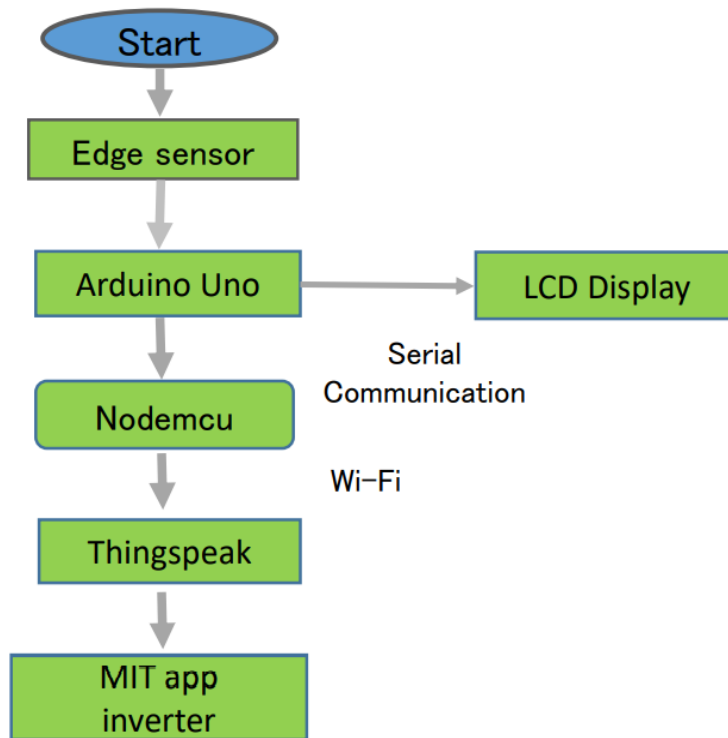 Start
Edge sensor
Arduino Uno
LCD Display
Serial
Communication
Nodemcu
Wi-Fi
Thingspeak
MIT app
inverter